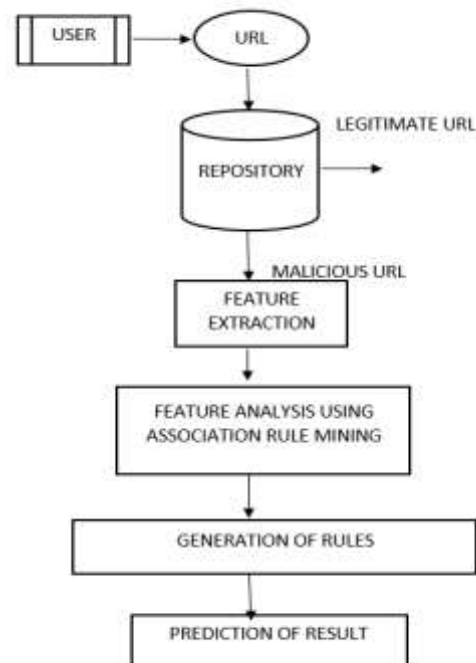 USER
URL
LEGITIMATE URL
REPOSITORY
MALICIOUS URL
FEATURE
EXTRACTION
FEATURE ANALYSIS USING
ASSOCIATION RULE MINING
GENERATION OF RULES
PREDICTION OF RESULT